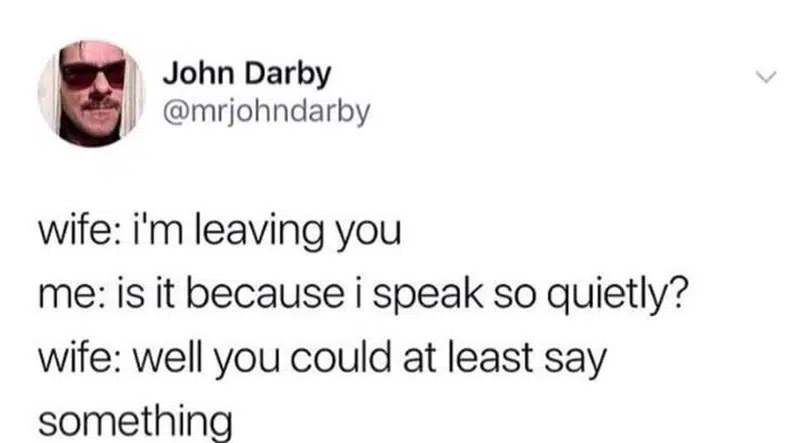 John Darby
@mrjohndarby
wife: i'm leaving you
me: is it because i speak so quietly?
wife: well you could at least say
something